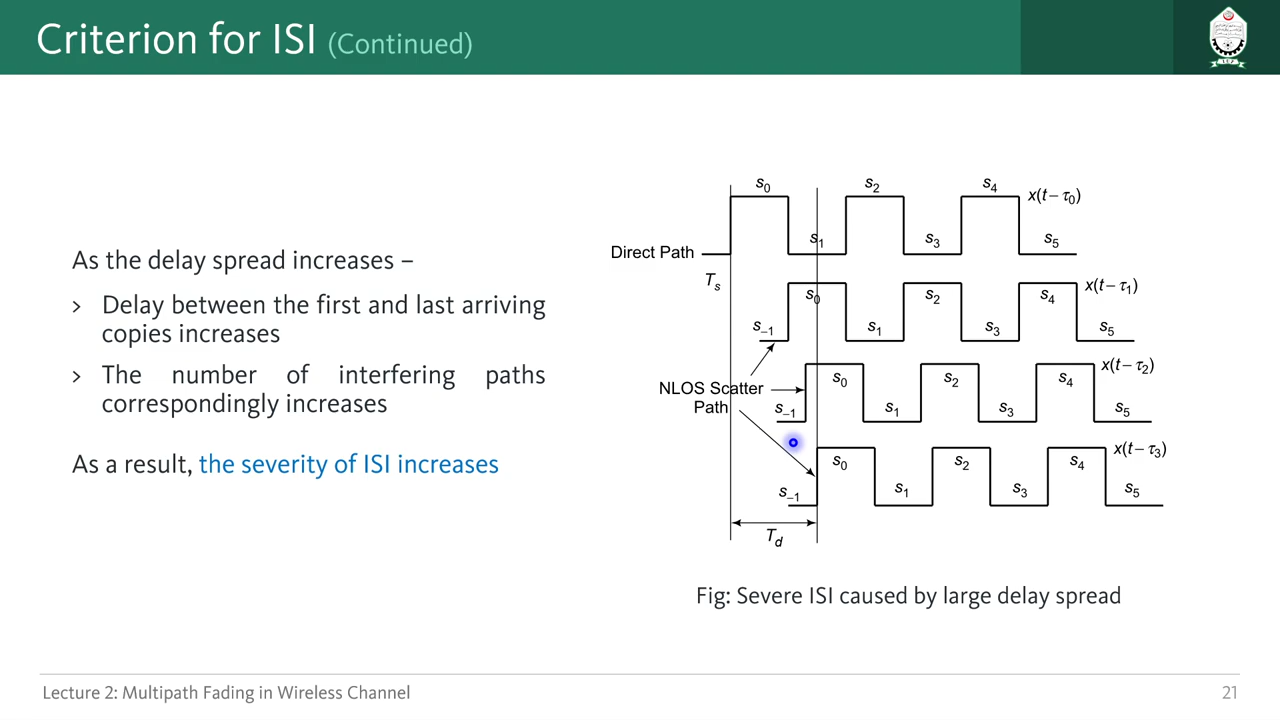 Criterion for ISI (Continued)
As the delay spread increases –
> Delay between the first and last arriving
copies increases
> The number of interfering paths
correspondingly increases
As a result, the severity of ISI increases
s0 s2 s4 x(t– τ0)
Direct Path s1 s3 s5
Ts
s0 s2 s4 x(t– τ1)
s–1 s1 s3 s5
NLOS Scatter
Path
s0 s2 s4 x(t– τ2)
s–1 s1 s3 s5
s0 s2 s4 x(t– τ3)
s–1 s1 s3 s5
Td
Fig: Severe ISI caused by large delay spread
Lecture 2: Multipath Fading in Wireless Channel
21